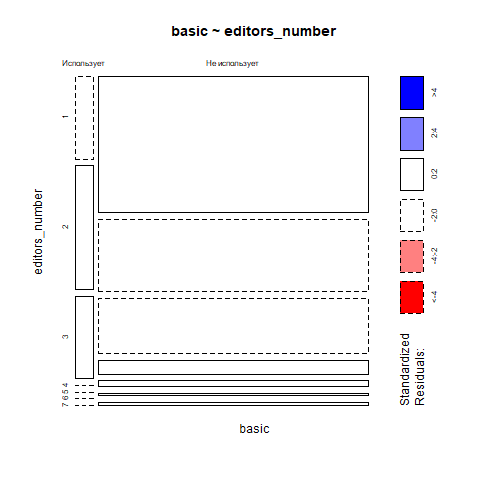 basic ~ editors_number
Использует
Не использует
1
2
3
4
5
6
7
editors_number
basic
>4
2:4
0:2
-2:0
-4:-2
<-4
Standardized
Residuals: